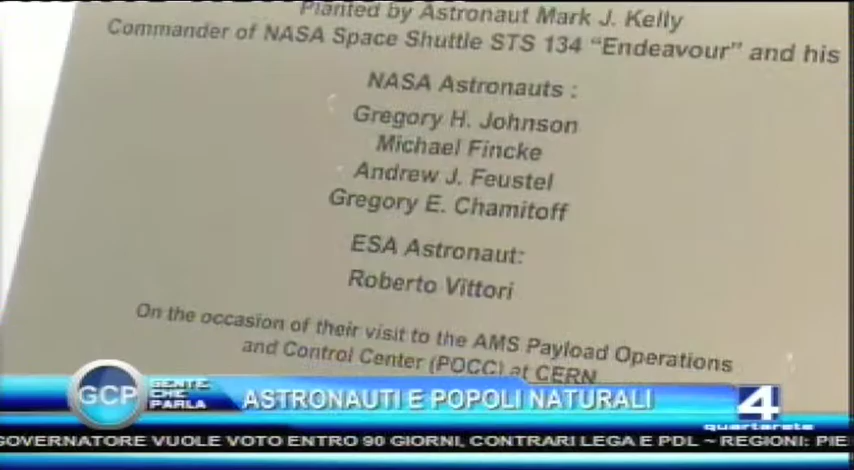 Planted by Astronaut Mark J. Kelly
Commander of NASA Space Shuttle STS 134 “Endeavour” and his
NASA Astronauts :
Gregory H. Johnson
Michael Fincke
Andrew J. Feustel
Gregory E. Chamitoff
ESA Astronaut:
Roberto Vittori
On the occasion of their visit to the AMS Payload Operations
and Control Center (POCC) at CERN
GCP
GENTE
CHE
PARLA
ASTRONAUTI E POPOLI NATURALI
4
quartarete
GOVERNATORE VUOLE VOTO ENTRO 90 GIORNI, CONTRARI LEGA E PDL ~ REGIONI: PIE